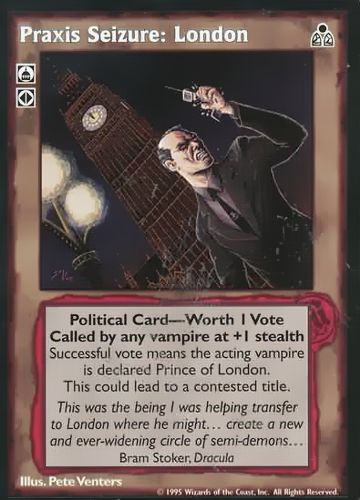 Praxis Seizure: London
Political Card—Worth 1 Vote
Called by any vampire at +1 stealth
Successful vote means the acting vampire
is declared Prince of London.
This could lead to a contested title.
This was the being I was helping transfer
to London where he might... create a new
and ever-widening circle of semi-demons...
Bram Stoker, Dracula
Illus. Pete Venters
© 1995 Wizards of the Coast, Inc. All Rights Reserved.